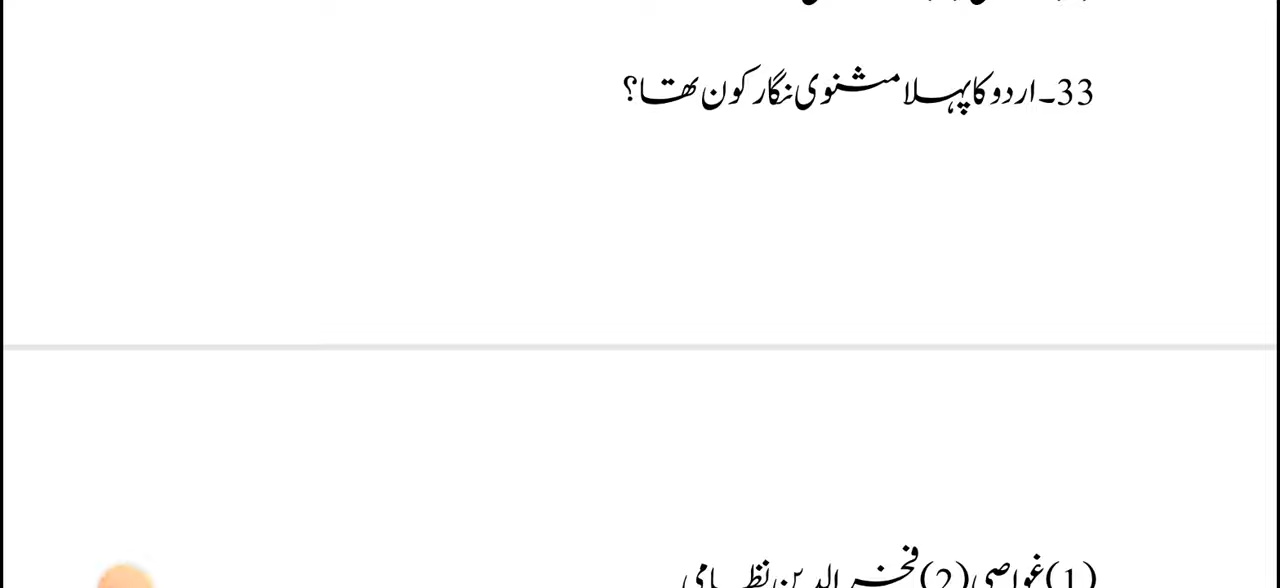 33۔اردو کا پہلا مثنوی نگار کون تھا؟
(1)غواصی(2)فخر الدین نظامی